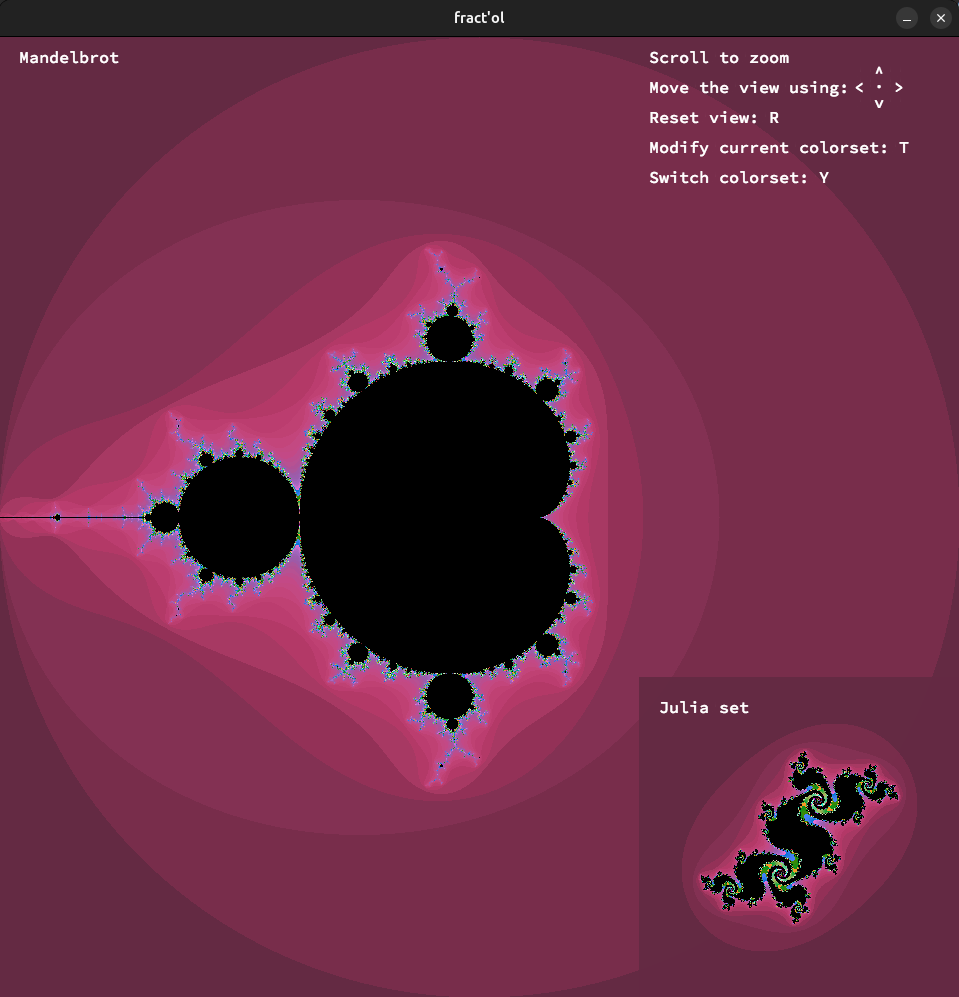 fract'ol
Mandelbrot
Scroll to zoom
Move the view using: < ^ · v >
Reset view: R
Modify current colorset: T
Switch colorset: Y
Julia set